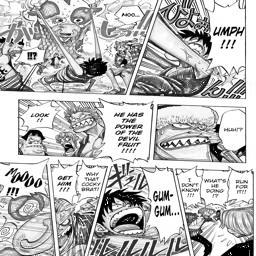 UMPH
!!!
MOO...
!!?
HUH!?
HE HAS
THE POWER
OF THE
DEVIL
FRUIT
!!!!
LOOK
!
RUN
FOR
IT!!
WHAT'S
HE
DOING
!?
I
DON'T
KNOW
!!!
GUM-
GUM...
WHY
THAT
COCKY
BRAT!
GET
HIM
!!!
MOOOO
!!!